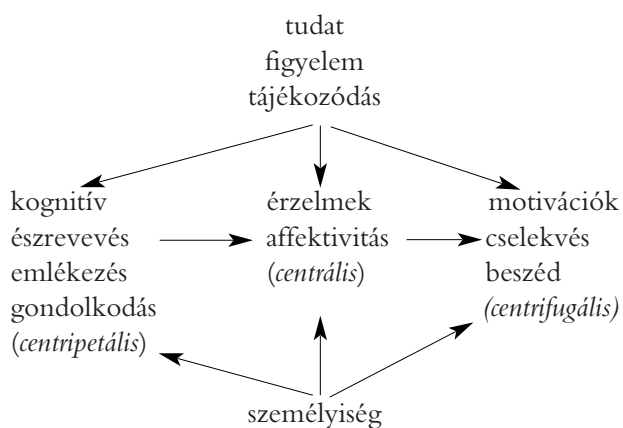 tudat
figyelem
tájékozódás
kognitív
észrevevés
emlékezés
gondolkodás
(centripetális)
érzelmek
affektivitás
(centrális)
motivációk
cselekvés
beszéd
(centrifugális)
személyiség